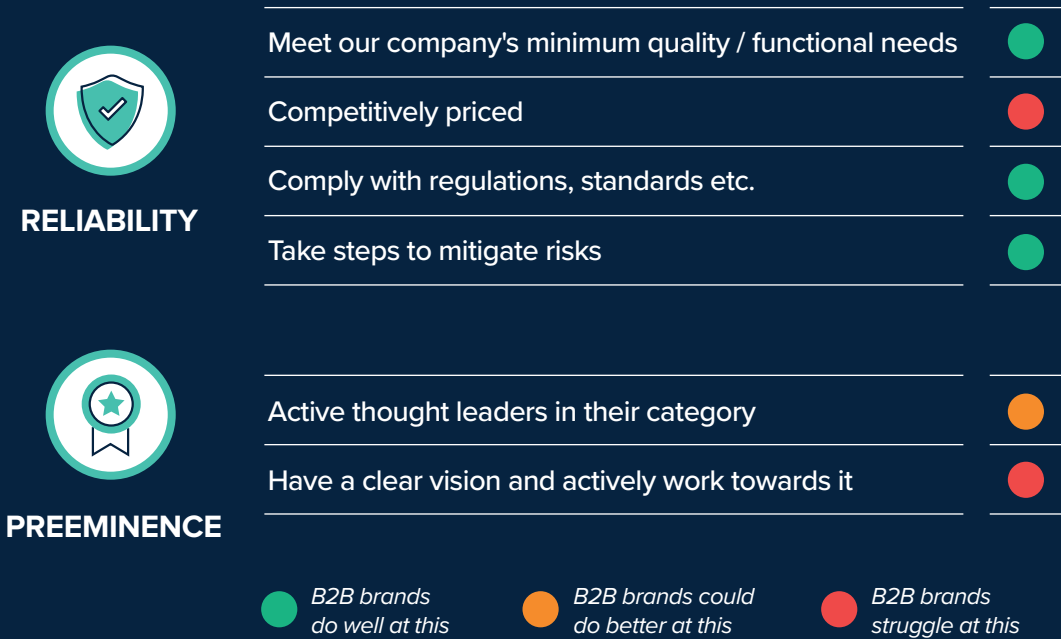 Meet our company's minimum quality / functional needs
Competitively priced
Comply with regulations, standards etc.
Take steps to mitigate risks
RELIABILITY
Active thought leaders in their category
Have a clear vision and actively work towards it
PREEMINENCE
B2B brands
do well at this
B2B brands could
do better at this
B2B brands
struggle at this